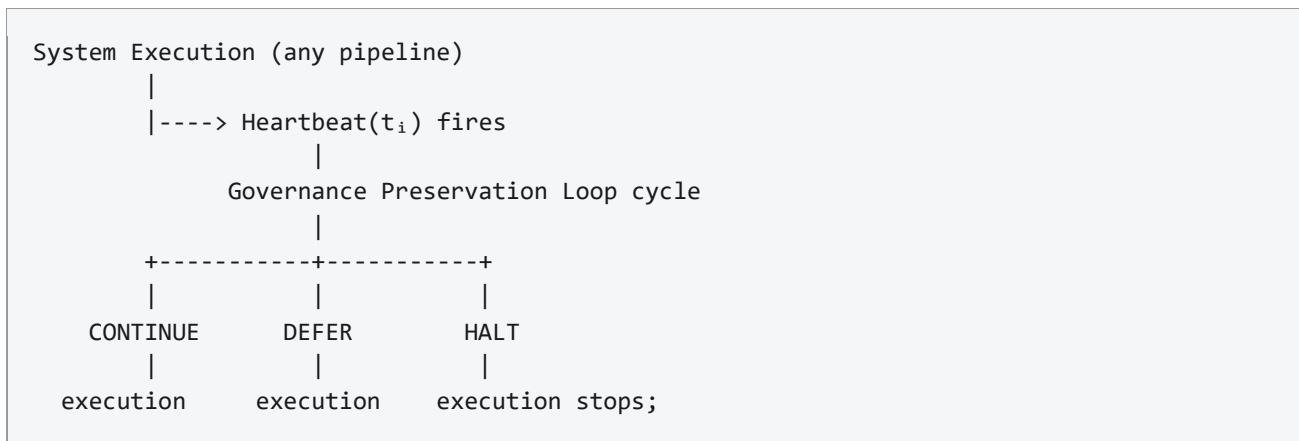 System Execution (any pipeline)
|
|----> Heartbeat(tᵢ) fires
|
Governance Preservation Loop cycle
|
+-----------+-----------+
| | |
CONTINUE DEFER HALT
| | |
execution execution execution stops;